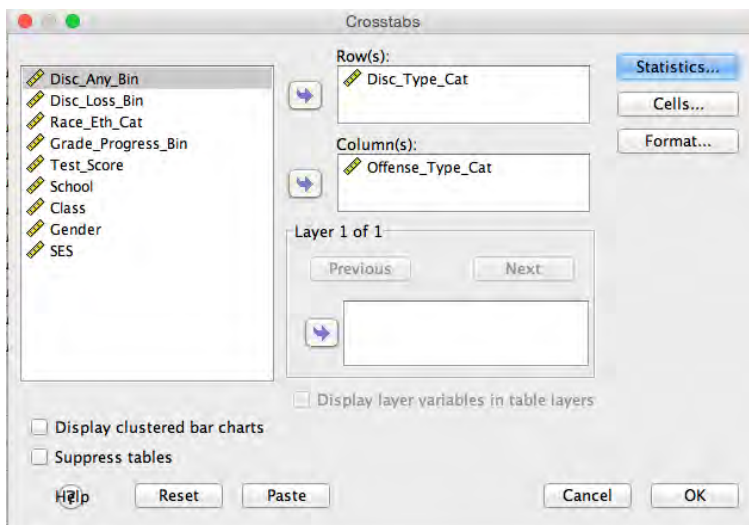 Crosstabs
Disc_Any_Bin
Disc_Loss_Bin
Race_Eth_Cat
Grade_Progress_Bin
Test_Score
School
Class
Gender
SES
Row(s):
Disc_Type_Cat
Column(s):
Offense_Type_Cat
Layer 1 of 1
Previous Next
Display layer variables in table layers
Statistics...
Cells...
Format...
Display clustered bar charts
Suppress tables
Help Reset Paste Cancel OK